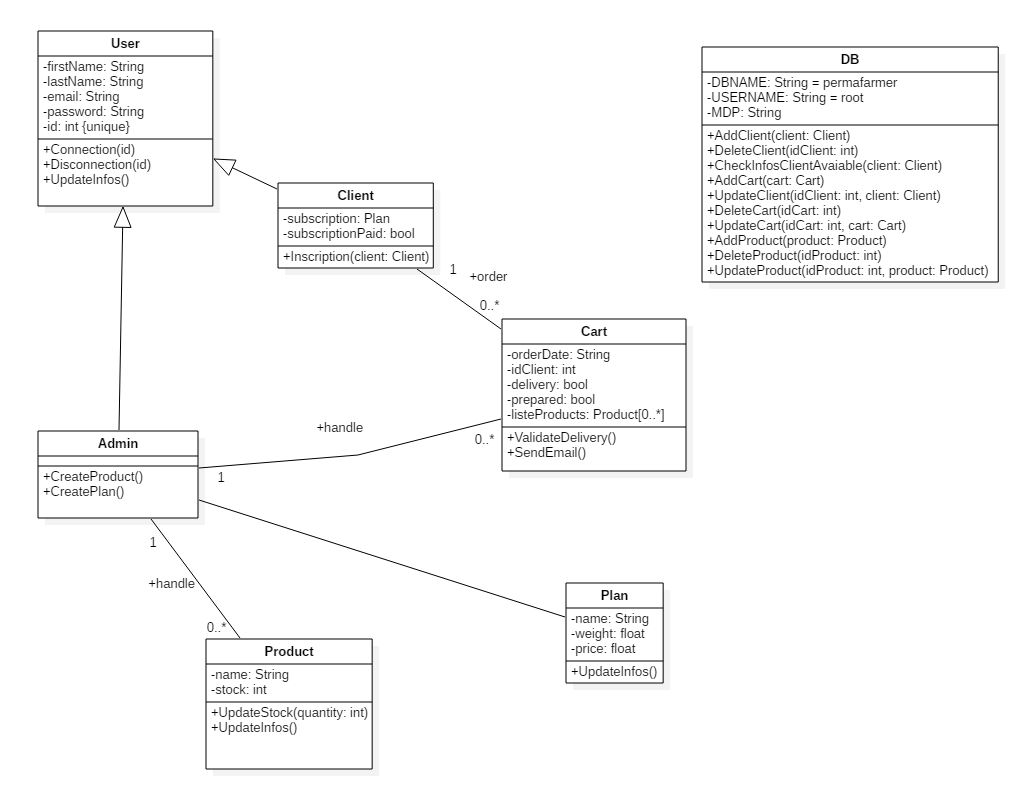 User
-firstName: String
-lastName: String
-email: String
-password: String
-id: int {unique}
+Connection(id)
+Disconnection(id)
+UpdateInfos()
DB
-DBNAME: String = permafarmer
-USERNAME: String = root
-MDP: String
+AddClient(client: Client)
+DeleteClient(idClient: int)
+CheckInfosClientAvaiable(client: Client)
+AddCart(cart: Cart)
+UpdateClient(idClient: int, client: Client)
+DeleteCart(idCart: int)
+UpdateCart(idCart: int, cart: Cart)
+AddProduct(product: Product)
+DeleteProduct(idProduct: int)
+UpdateProduct(idProduct: int, product: Product)
Client
-subscription: Plan
-subscriptionPaid: bool
+Inscription(client: Client)
1
+order
0..*
Cart
-orderDate: String
-idClient: int
-delivery: bool
-prepared: bool
-listeProducts: Product[0..*]
+ValidateDelivery()
+SendEmail()
+handle
0..*
1
Admin
+CreateProduct()
+CreatePlan()
1
+handle
0..*
Plan
-name: String
-weight: float
-price: float
+UpdateInfos()
Product
-name: String
-stock: int
+UpdateStock(quantity: int)
+UpdateInfos()